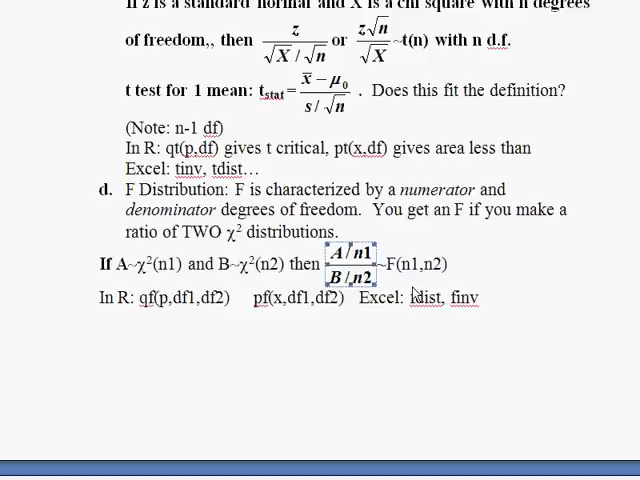 If z is a standard normal and X is a chi square with n degrees
of freedom,, then z / √X / √n or z√n / √X ~t(n) with n d.f.
t test for 1 mean: tstat= x̄ − μ0 / s / √n . Does this fit the definition?
(Note: n-1 df)
In R: qt(p,df) gives t critical, pt(x,df) gives area less than
Excel: tinv, tdist…
d. F Distribution: F is characterized by a numerator and
denominator degrees of freedom. You get an F if you make a
ratio of TWO χ² distributions.
If A~χ²(n1) and B~χ²(n2) then A / n1 / B / n2 ~F(n1,n2)
In R: qf(p,df1,df2) pf(x,df1,df2) Excel: fdist, finv